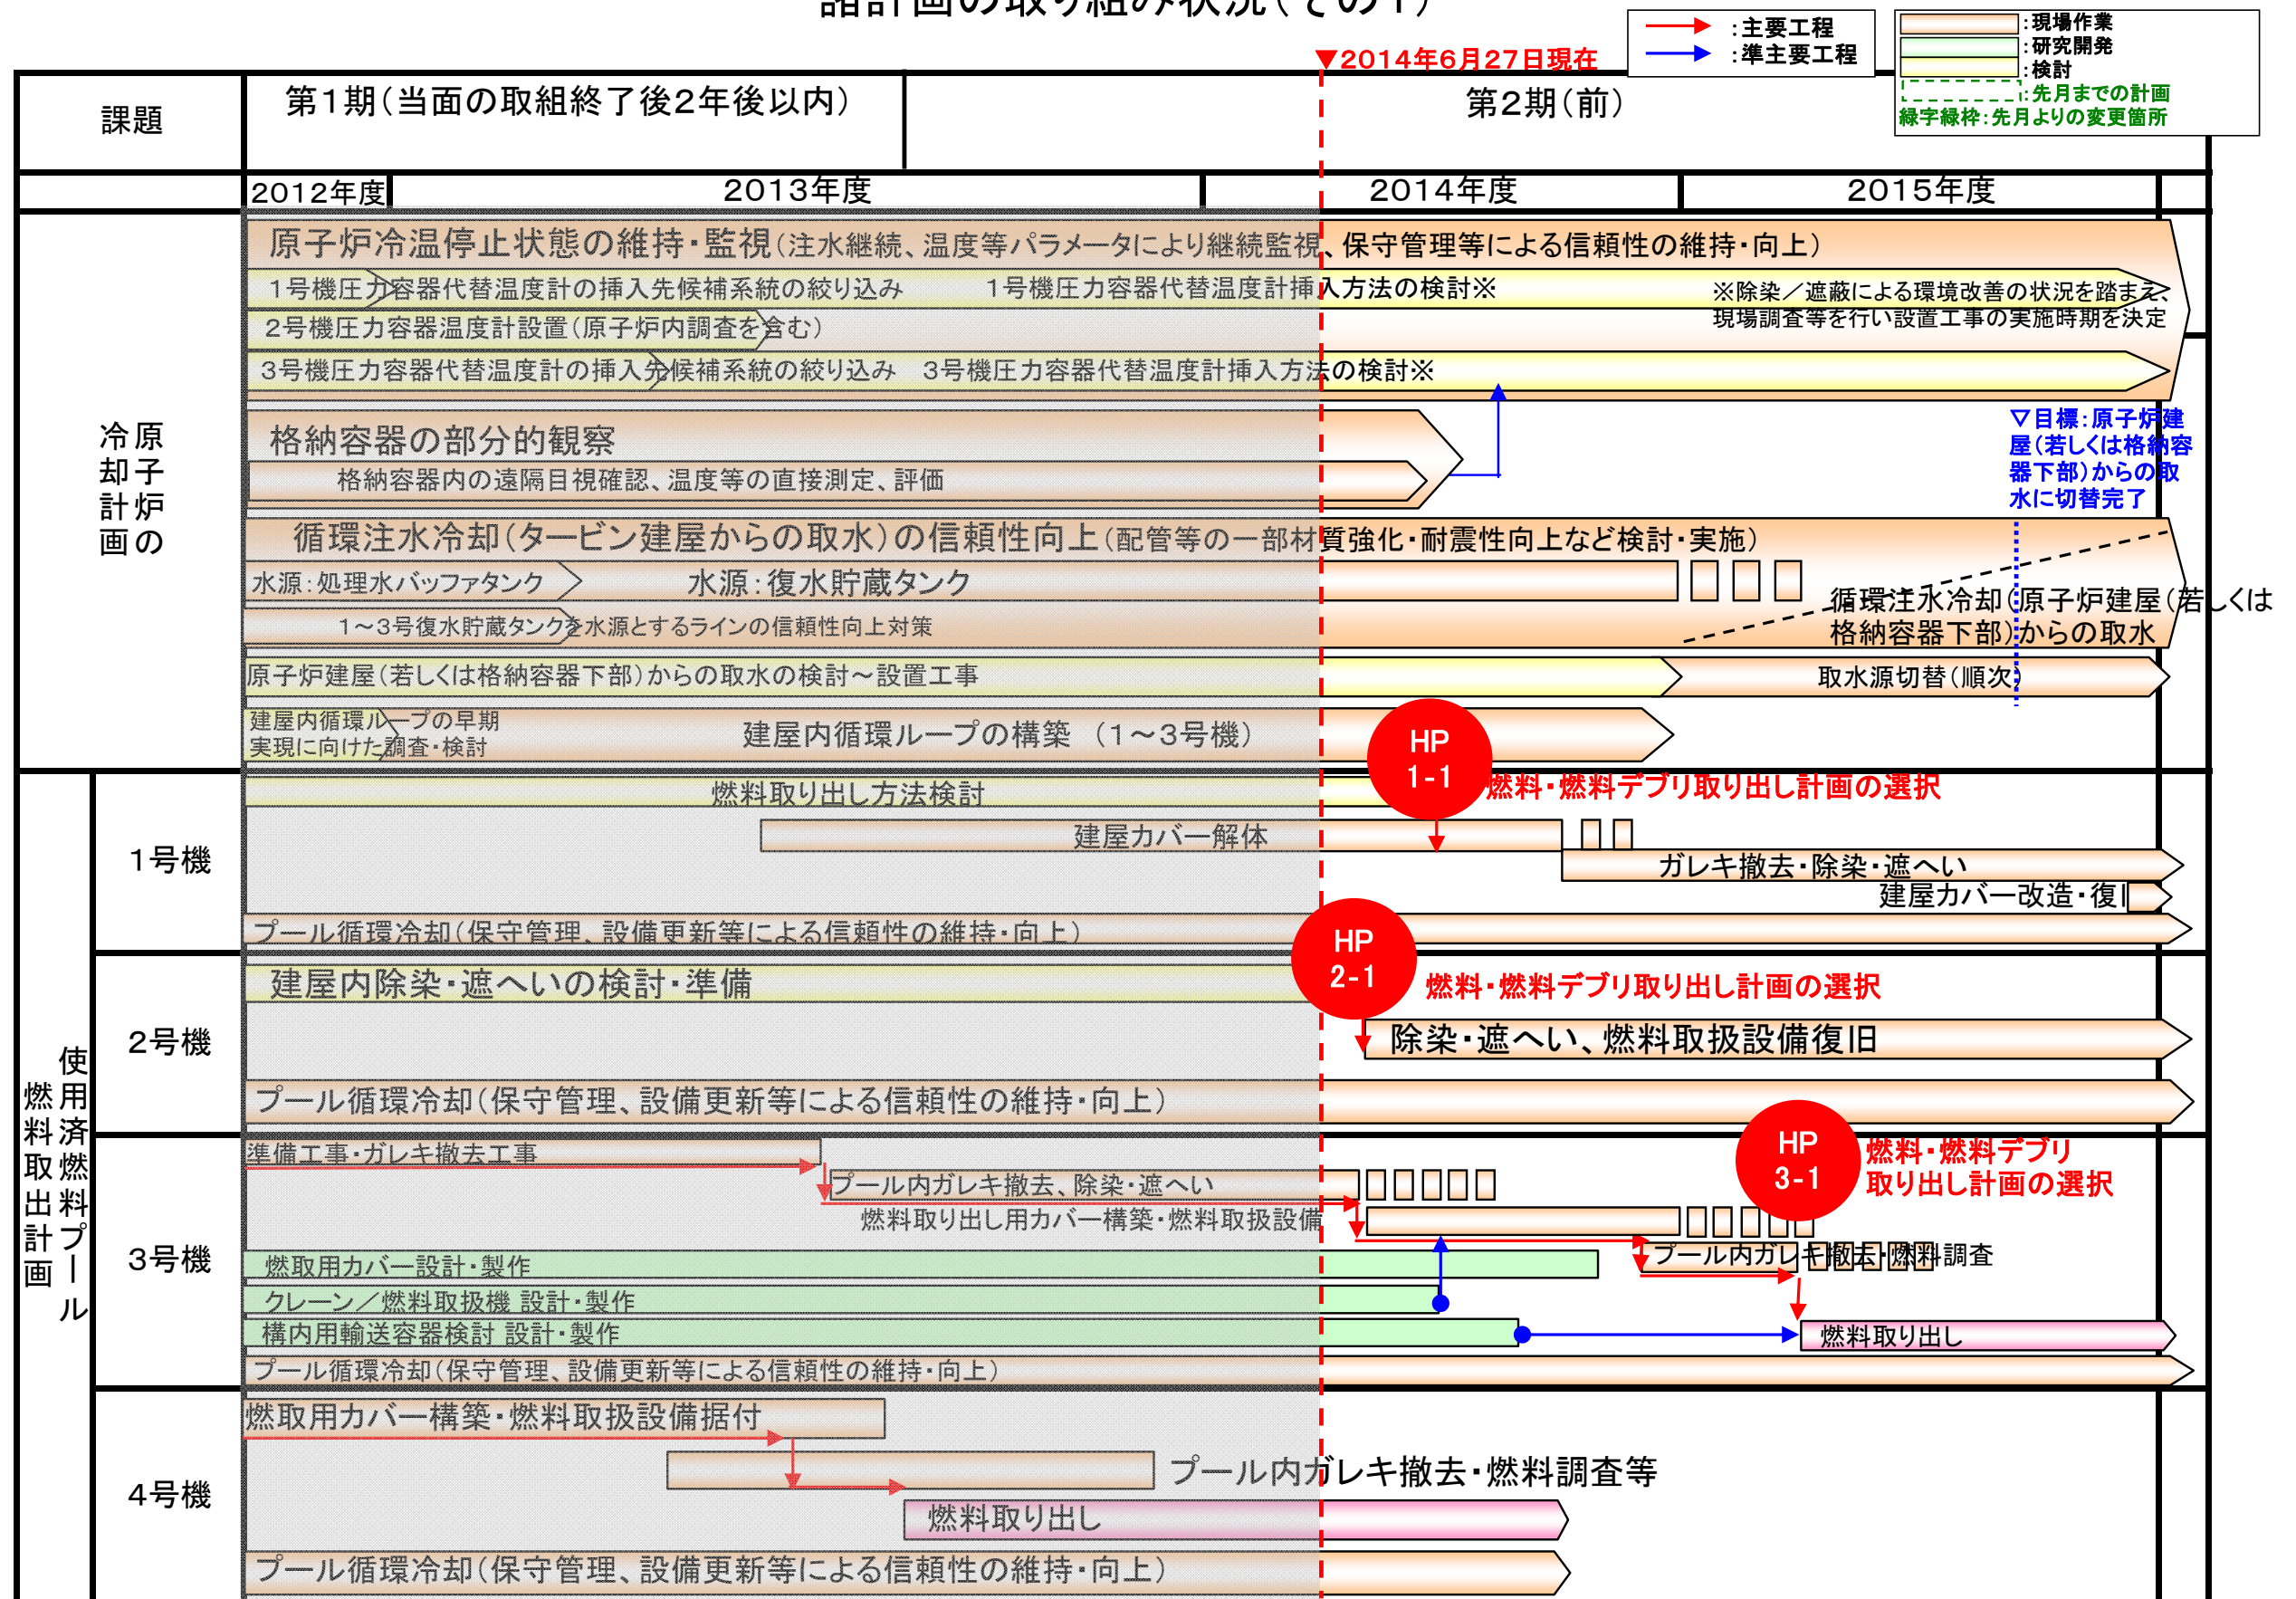 諸計画の取り組み状況（その１）
：主要工程
：準主要工程
：現場作業
：研究開発
：検討
：先月までの計画
緑字緑枠：先月よりの変更箇所
▼２０１４年６月２７日現在
課題
第１期（当面の取組終了後２年後以内）
第２期（前）
２０１２年度
２０１３年度
２０１４年度
２０１５年度
原子炉の
冷却計画
原子炉冷温停止状態の維持・監視（注水継続、温度等パラメータにより継続監視、保守管理等による信頼性の維持・向上）
１号機圧力容器代替温度計の挿入先候補系統の絞り込み
１号機圧力容器代替温度計挿入方法の検討※
※除染／遮蔽による環境改善の状況を踏まえ、
現場調査等を行い設置工事の実施時期を決定
２号機圧力容器温度計設置（原子炉内調査を含む）
３号機圧力容器代替温度計の挿入先候補系統の絞り込み
３号機圧力容器代替温度計挿入方法の検討※
格納容器の部分的観察
格納容器内の遠隔目視確認、温度等の直接測定、評価
▽目標：原子炉建
屋（若しくは格納容
器下部）からの取
水に切替完了
循環注水冷却（タービン建屋からの取水）の信頼性向上（配管等の一部材質強化・耐震性向上など検討・実施）
水源：処理水バッファタンク
水源：復水貯蔵タンク
循環注水冷却（原子炉建屋（若しくは
格納容器下部）からの取水
１～３号復水貯蔵タンクを水源とするラインの信頼性向上対策
原子炉建屋（若しくは格納容器下部）からの取水の検討～設置工事
取水源切替（順次）
建屋内循環ループの早期
実現に向けた調査・検討
建屋内循環ループの構築　（１～３号機）
使用済燃料プール
燃料取出計画
１号機
燃料取り出し方法検討
HP
1-1
燃料・燃料デブリ取り出し計画の選択
建屋カバー解体
ガレキ撤去・除染・遮へい
建屋カバー改造・復
プール循環冷却（保守管理、設備更新等による信頼性の維持・向上）
２号機
建屋内除染・遮へいの検討・準備
HP
2-1
燃料・燃料デブリ取り出し計画の選択
除染・遮へい、燃料取扱設備復旧
プール循環冷却（保守管理、設備更新等による信頼性の維持・向上）
３号機
準備工事・ガレキ撤去工事
HP
3-1
燃料・燃料デブリ
取り出し計画の選択
プール内ガレキ撤去、除染・遮へい
燃料取り出し用カバー構築・燃料取扱設備
プール内ガレキ撤去・燃料調査
燃取用カバー設計・製作
クレーン／燃料取扱機 設計・製作
構内用輸送容器検討 設計・製作
燃料取り出し
プール循環冷却（保守管理、設備更新等による信頼性の維持・向上）
４号機
燃取用カバー構築・燃料取扱設備据付
プール内ガレキ撤去・燃料調査等
燃料取り出し
プール循環冷却（保守管理、設備更新等による信頼性の維持・向上）